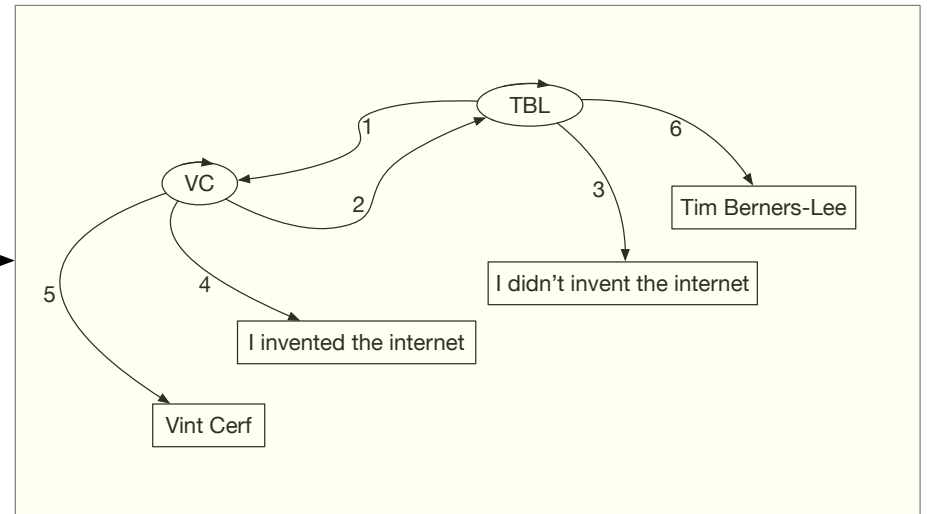 TBL
1
6
VC
3
2
Tim Berners-Lee
I didn’t invent the internet
4
5
I invented the internet
Vint Cerf